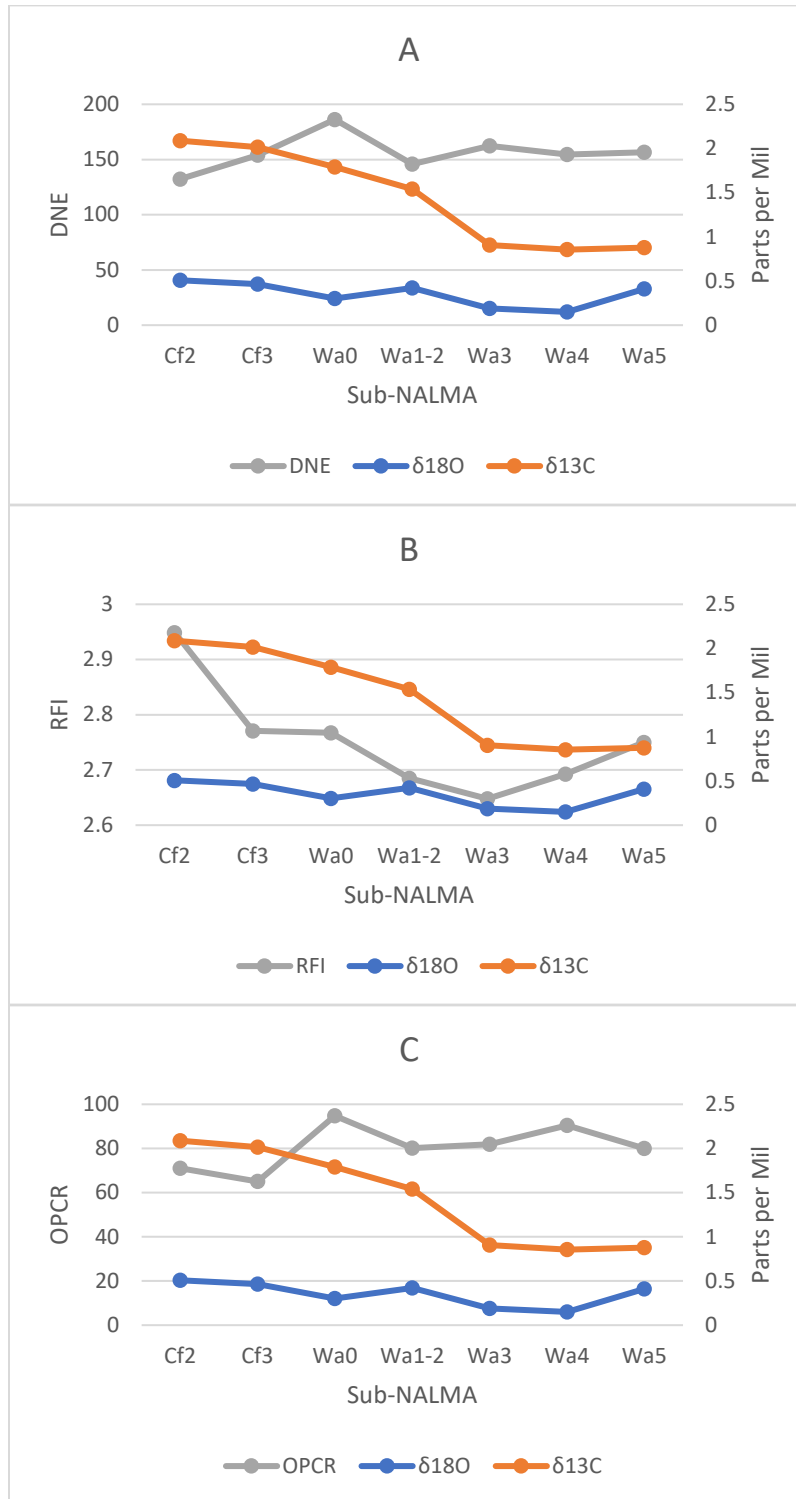 A
200
150
100
50
0
DNE
2.5
2
1.5
1
0.5
0
Parts per Mil
Cf2 Cf3 Wa0 Wa1-2 Wa3 Wa4 Wa5
Sub-NALMA
DNE δ18O δ13C
B
3
2.9
2.8
2.7
2.6
RFI
2.5
2
1.5
1
0.5
0
Parts per Mil
Cf2 Cf3 Wa0 Wa1-2 Wa3 Wa4 Wa5
Sub-NALMA
RFI δ18O δ13C
C
100
80
60
40
20
0
OPCR
2.5
2
1.5
1
0.5
0
Parts per Mil
Cf2 Cf3 Wa0 Wa1-2 Wa3 Wa4 Wa5
Sub-NALMA
OPCR δ18O δ13C